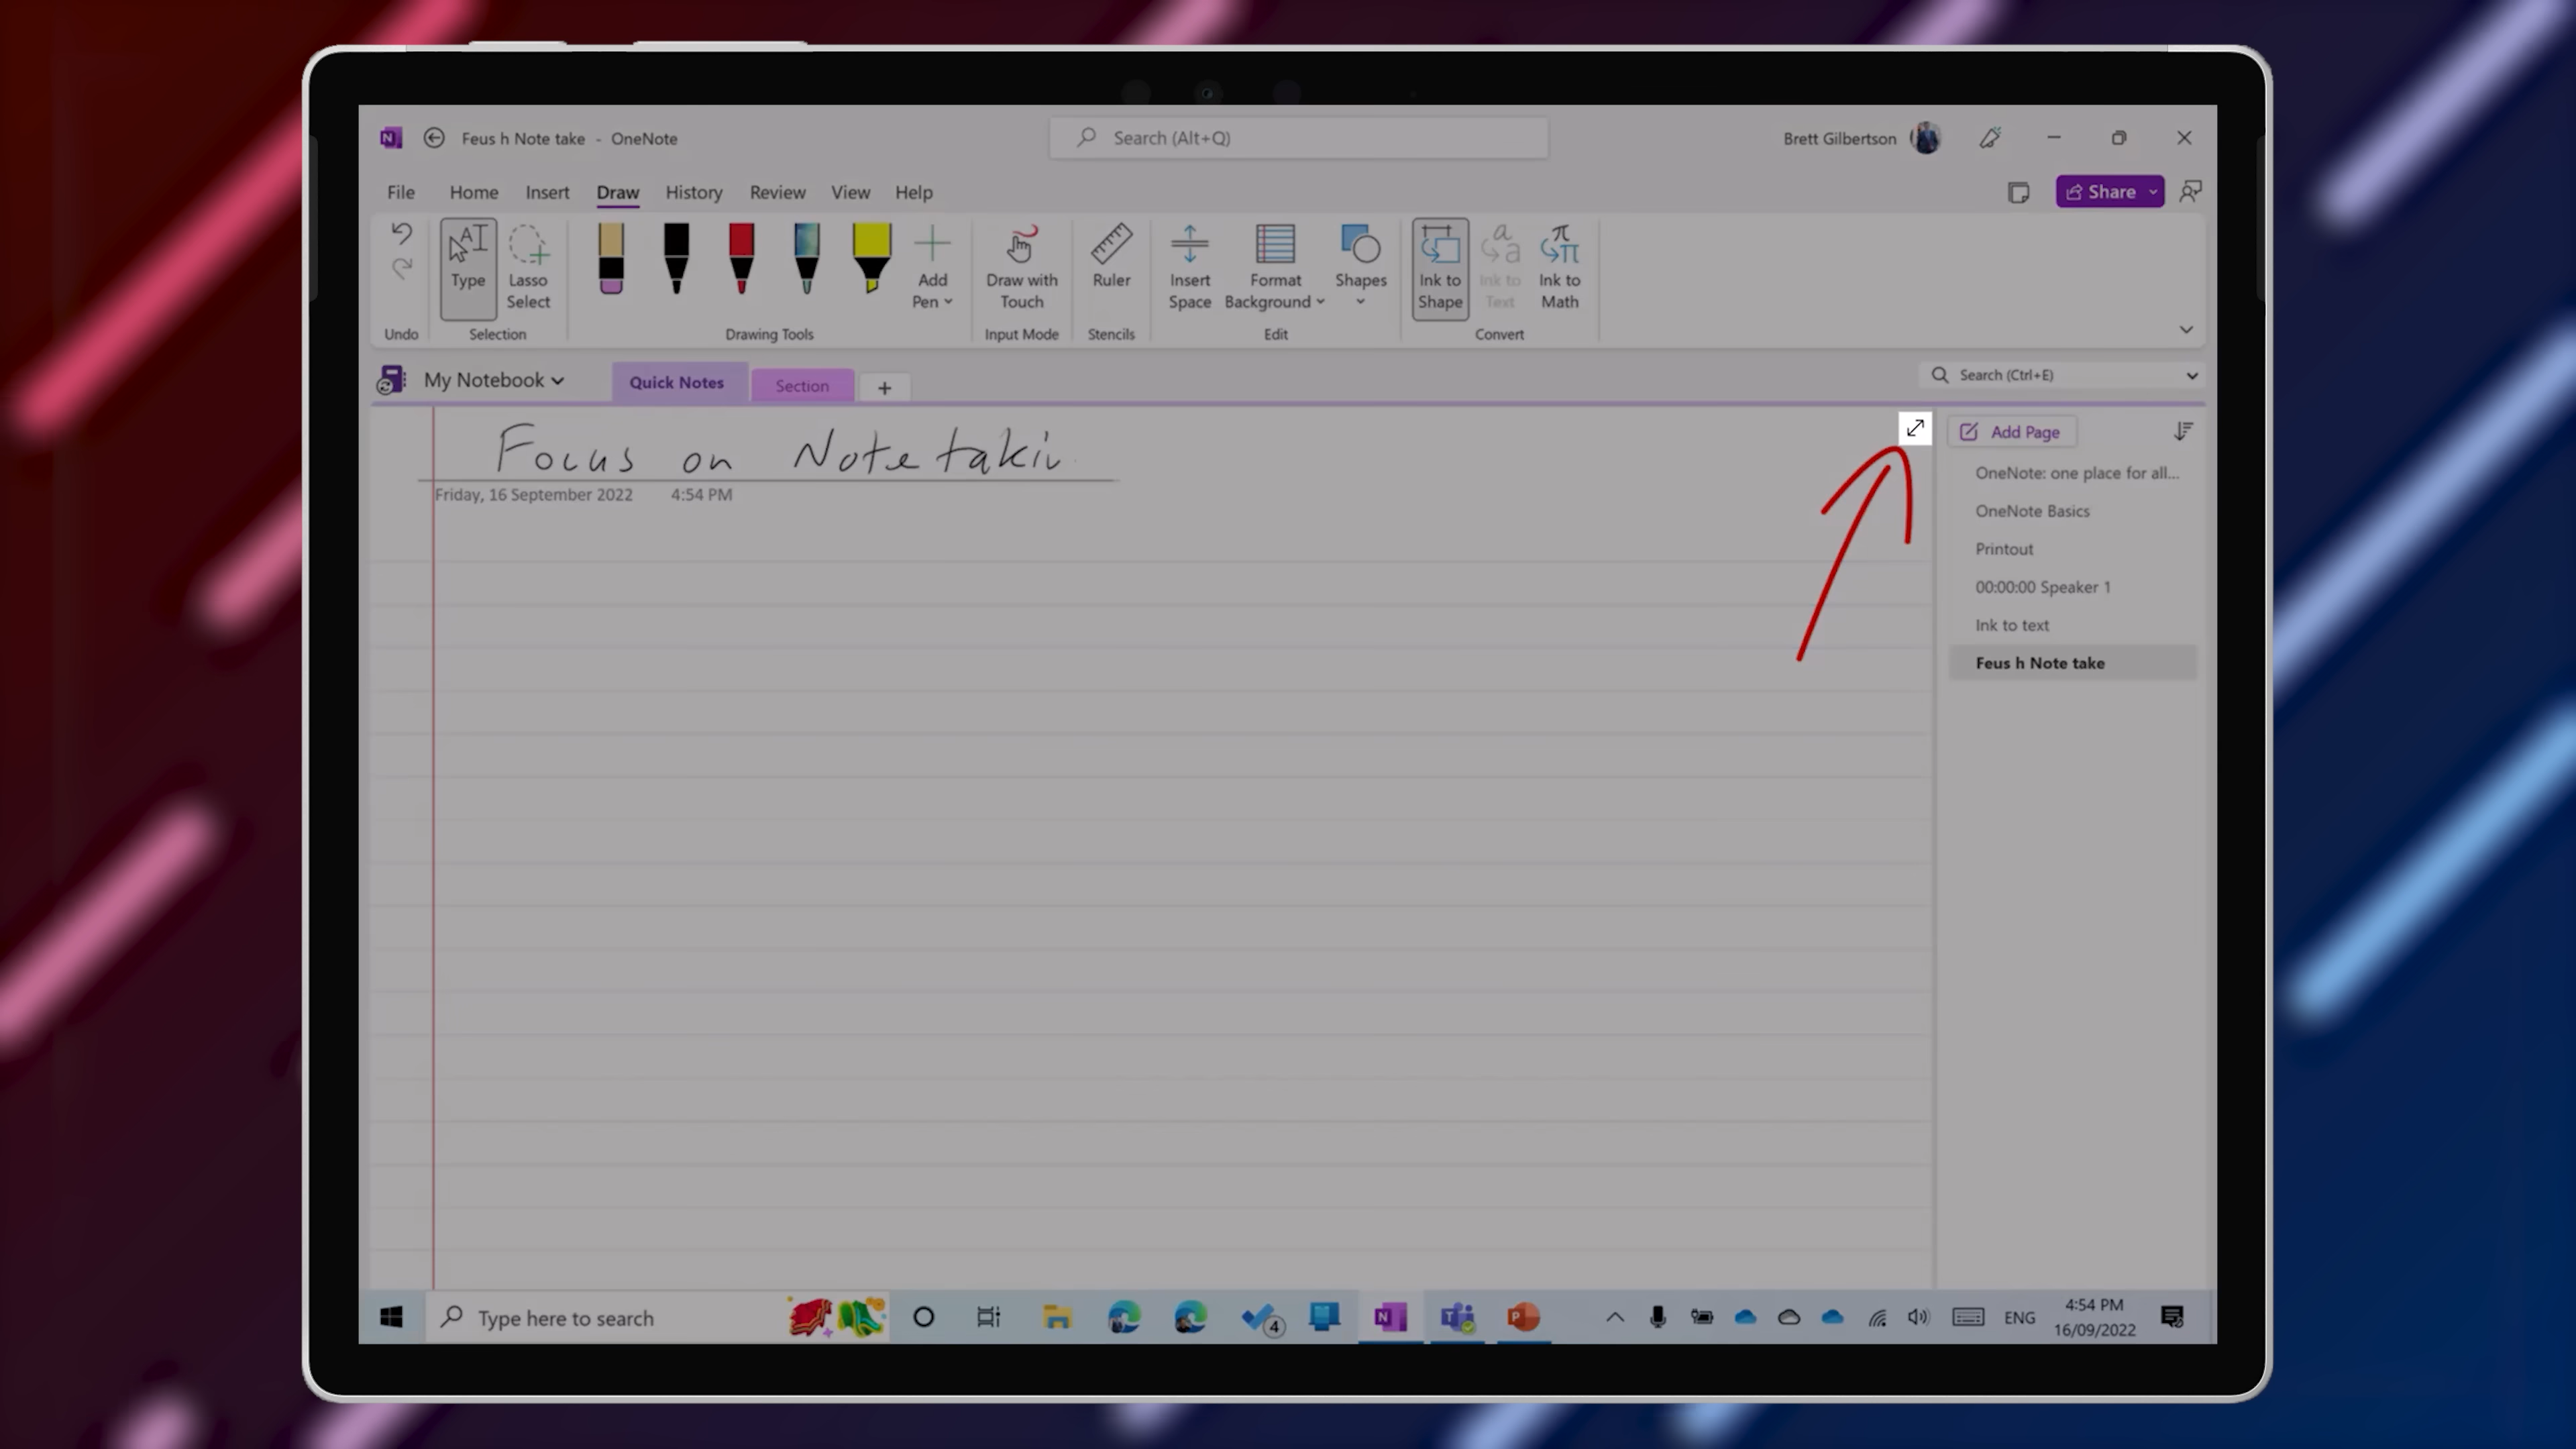 Feus h Note take - OneNote
Search (Alt+Q)
Brett Gilbertson
File Home Insert Draw History Review View Help
Share
Undo
Type
Lasso Select
Selection
Drawing Tools
Add Pen
Draw with Touch
Input Mode
Ruler
Stencils
Insert Space
Format Background
Shapes
Edit
Ink to Shape
Ink to Text
Ink to Math
Convert
My Notebook
Quick Notes
Section
Search (Ctrl+E)
Focus on Note takin
Friday, 16 September 2022 4:54 PM
Add Page
OneNote: one place for all...
OneNote Basics
Printout
00:00:00 Speaker 1
Ink to text
Feus h Note take
Type here to search
4
ENG
4:54 PM
16/09/2022